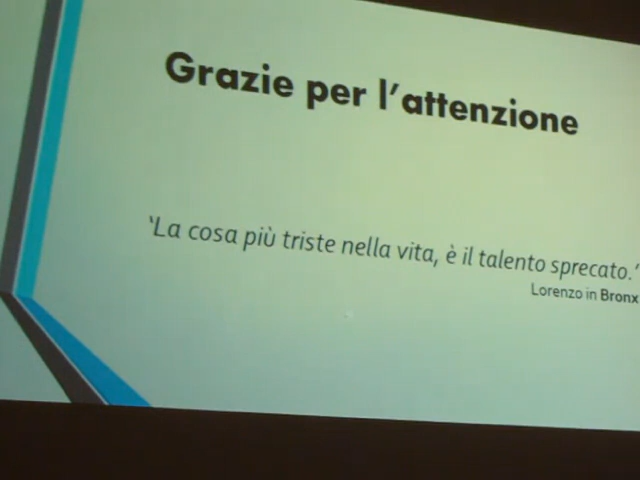 Grazie per l'attenzione
'La cosa più triste nella vita, è il talento sprecato.'
Lorenzo in Bronx